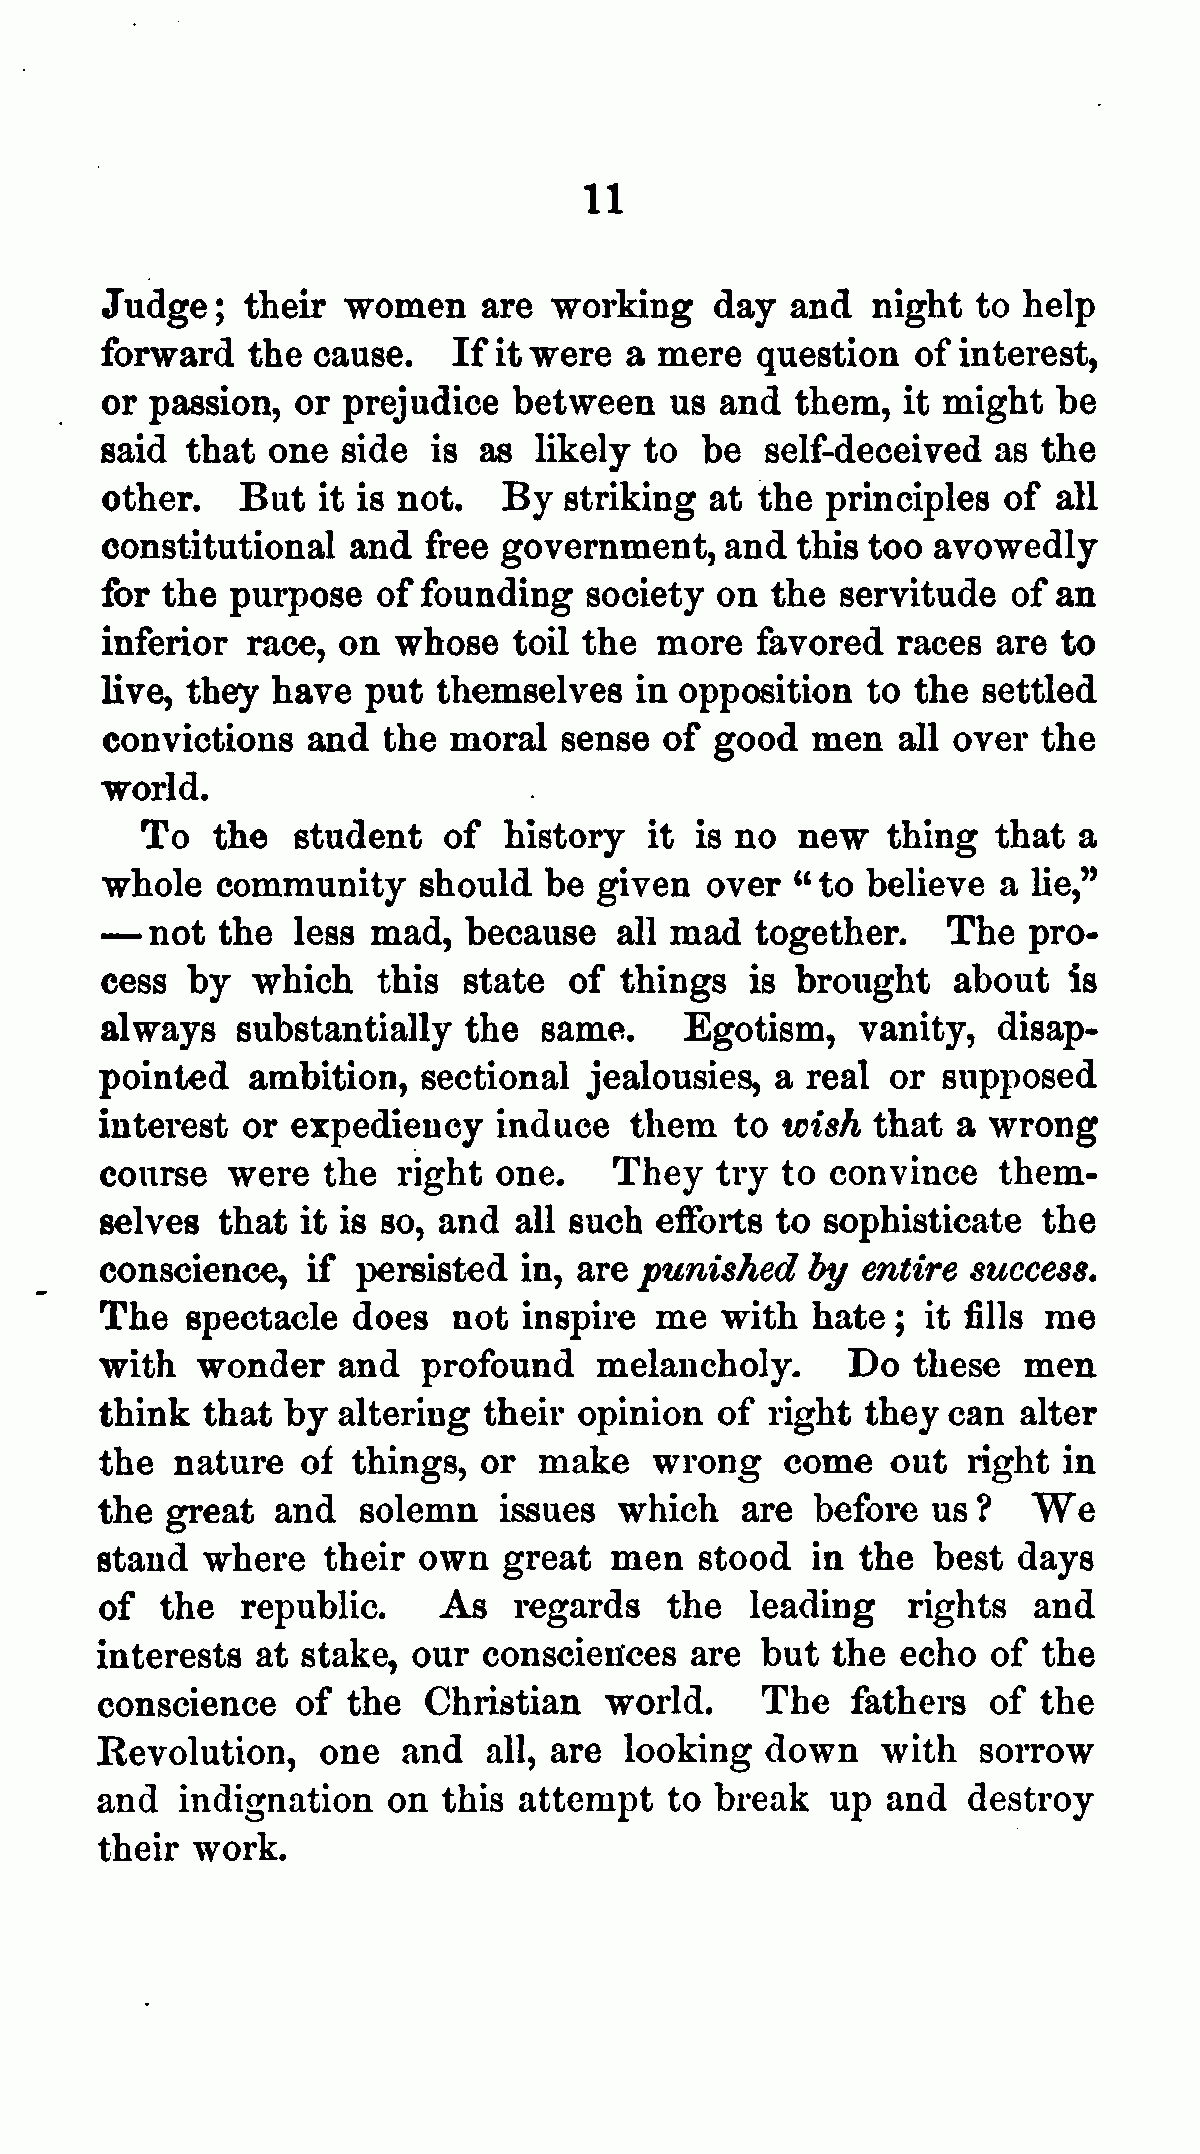 11
Judge; their women are working day and night to help
forward the cause. If it were a mere question of interest,
or passion, or prejudice between us and them, it might be
said that one side is as likely to be self-deceived as the
other. But it is not. By striking at the principles of all
constitutional and free government, and this too avowedly
for the purpose of founding society on the servitude of an
inferior race, on whose toil the more favored races are to
live, they have put themselves in opposition to the settled
convictions and the moral sense of good men all over the
world.
To the student of history it is no new thing that a
whole community should be given over “to believe a lie,”
—not the less mad, because all mad together. The pro-
cess by which this state of things is brought about is
always substantially the same. Egotism, vanity, disap-
pointed ambition, sectional jealousies, a real or supposed
interest or expediency induce them to wish that a wrong
course were the right one. They try to convince them-
selves that it is so, and all such efforts to sophisticate the
conscience, if persisted in, are punished by entire success.
The spectacle does not inspire me with hate; it fills me
with wonder and profound melancholy. Do these men
think that by altering their opinion of right they can alter
the nature of things, or make wrong come out right in
the great and solemn issues which are before us? We
stand where their own great men stood in the best days
of the republic. As regards the leading rights and
interests at stake, our consciences are but the echo of the
conscience of the Christian world. The fathers of the
Revolution, one and all, are looking down with sorrow
and indignation on this attempt to break up and destroy
their work.